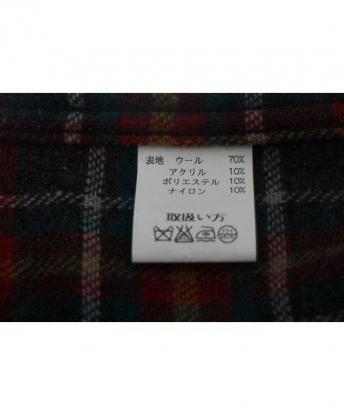 表地 ウール 70%
アクリル 10%
ポリエステル 10%
ナイロン 10%
取扱い方